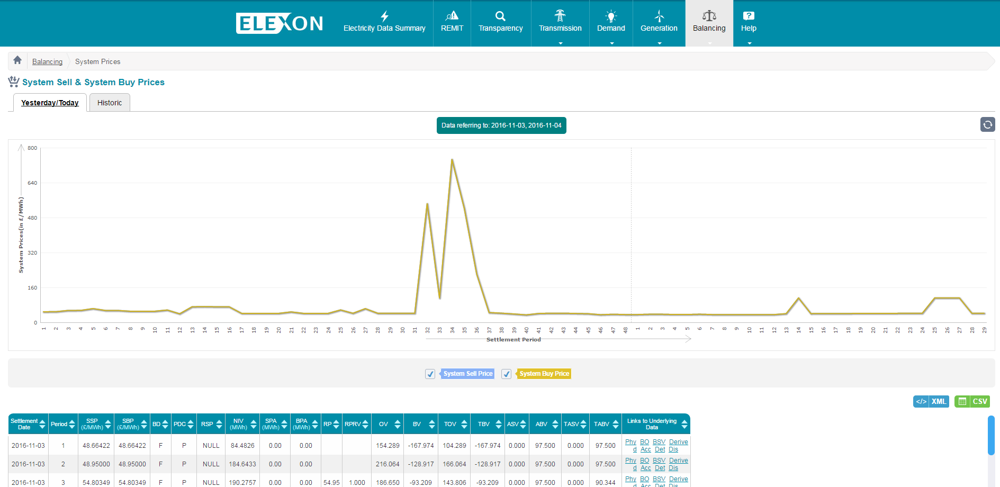 ELEXON
Electricity Data Summary
REMIT
Transparency
Transmission
Demand
Generation
Balancing
Help
Balancing
System Prices
System Sell & System Buy Prices
Yesterday/Today
Historic
Data referring to: 2016-11-03, 2016-11-04
System Prices(in £/MWh)
800
640
480
320
160
0
1 2 3 4 5 6 7 8 9 10 11 12 13 14 15 16 17 18 19 20 21 22 23 24 25 26 27 28 29 30 31 32 33 34 35 36 37 38 39 40 41 42 43 44 45 46 47 48 1 2 3 4 5 6 7 8 9 10 11 12 13 14 15 16 17 18 19 20 21 22 23 24 25 26 27 28 29
Settlement Period
System Sell Price
System Buy Price
</> XML
CSV
Settlement Date Period SSP (£/MWh) SBP (£/MWh) BD PDC RSP NIV (MWh) SPA (MWh) BPA (MWh) RP RPRV OV BV TOV TBV ASV ABV TASV TABV Links to Underlying Data
2016-11-03 1 48.66422 48.66422 F P NULL 84.4826 0.00 0.00 154.289 -167.974 104.289 -167.974 0.000 97.500 0.000 97.500 Phy BO BSV Derive
d Acc Det Dis
2016-11-03 2 48.95000 48.95000 F P NULL 184.6433 0.00 0.00 216.064 -128.917 166.064 -128.917 0.000 97.500 0.000 97.500 Phy BO BSV Derive
d Acc Det Dis
2016-11-03 3 54.80349 54.80349 F P NULL 190.2757 0.00 0.00 54.95 1.000 186.650 -93.209 143.806 -93.209 0.000 97.500 0.000 90.344 Phy BO BSV Derive
d Acc Det Dis